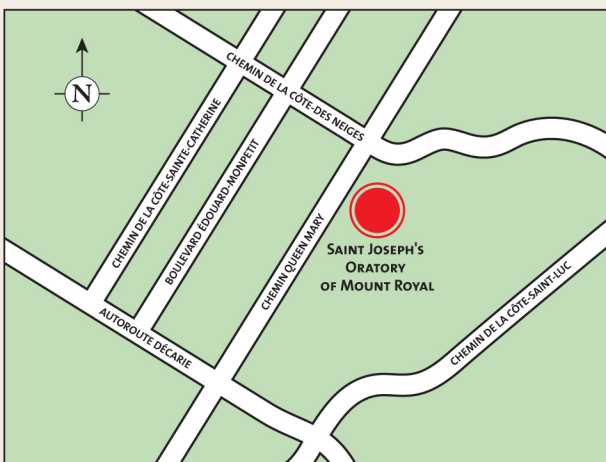 N
CHEMIN DE LA CÔTE-DES NEIGES
CHEMIN DE LA CÔTE-SAINTE-CATHERINE
BOULEVARD ÉDOUARD-MONPETIT
CHEMIN QUEEN MARY
SAINT JOSEPH'S
ORATORY
OF MOUNT ROYAL
CHEMIN DE LA CÔTE-SAINT-LUC
AUTOROUTE DÉCARIE